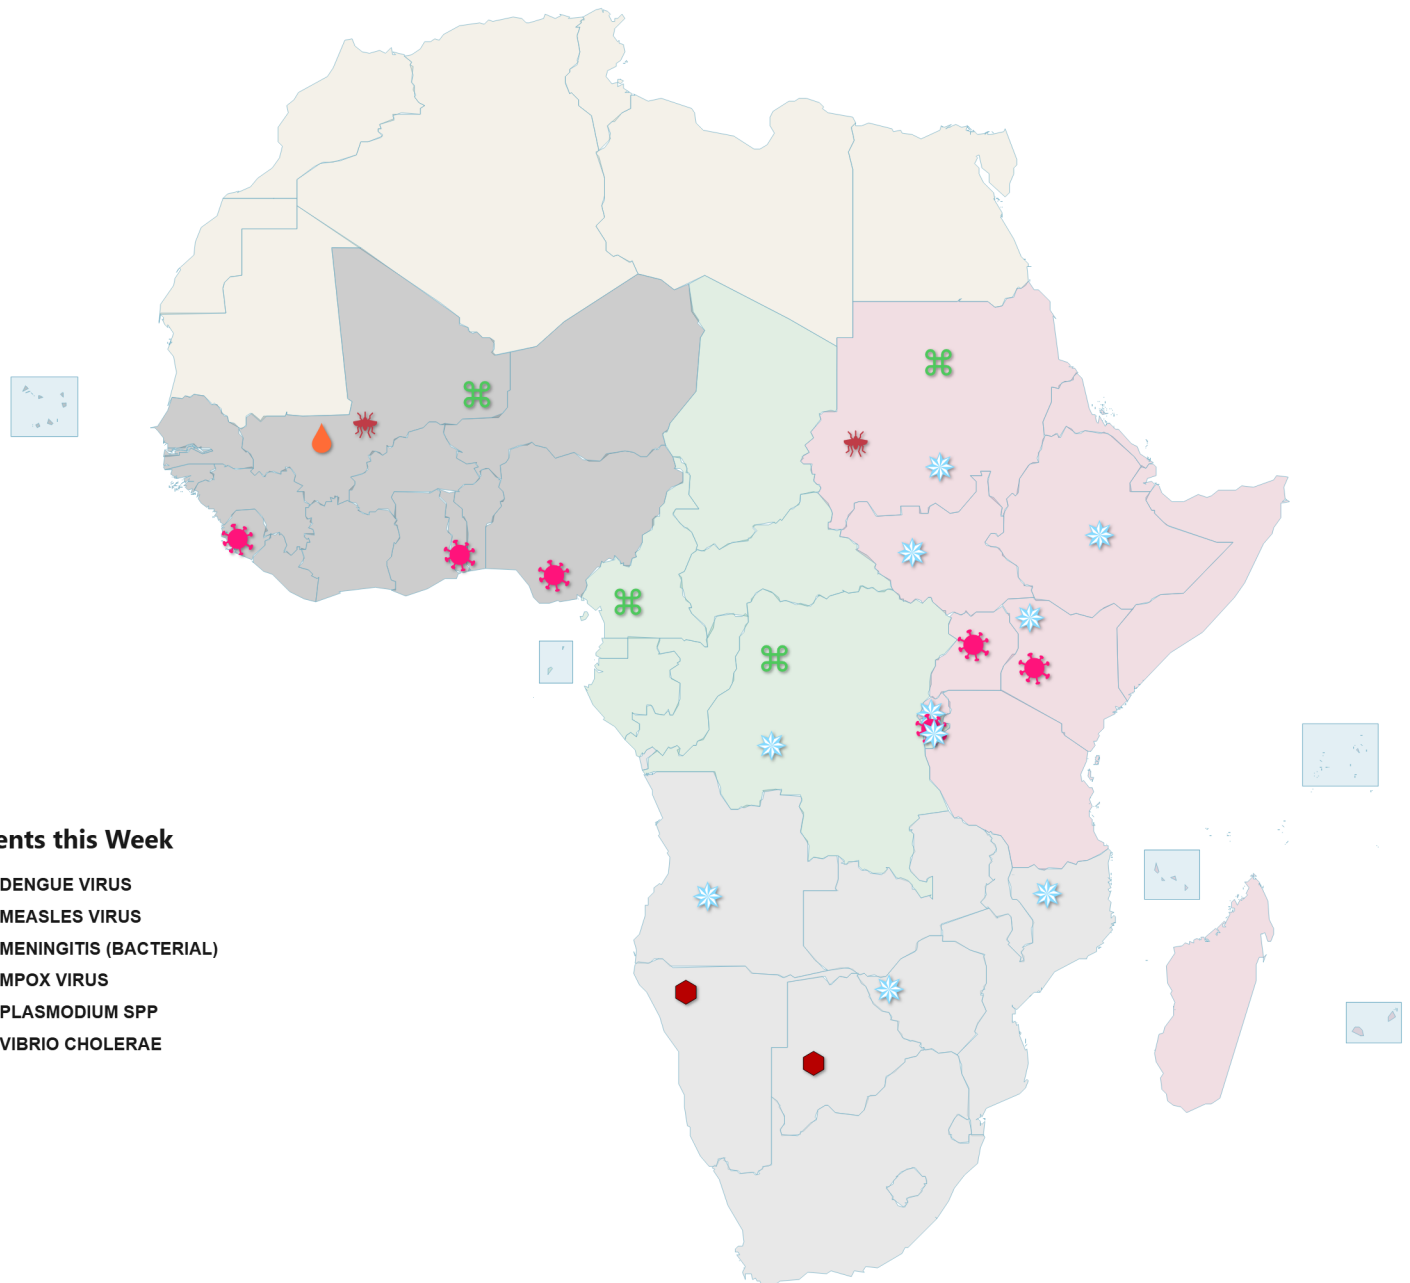 ents this Week
DENGUE VIRUS
MEASLES VIRUS
MENINGITIS (BACTERIAL)
MPOX VIRUS
PLASMODIUM SPP
VIBRIO CHOLERAE